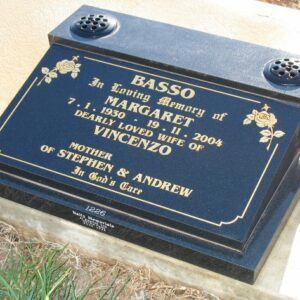 BASSO
In Loving Memory of
MARGARET
7 . 1 . 1930 - 19 . 11 . 2004
DEARLY LOVED WIFE OF
VINCENZO
MOTHER
OF STEPHEN & ANDREW
In God's Care
1226